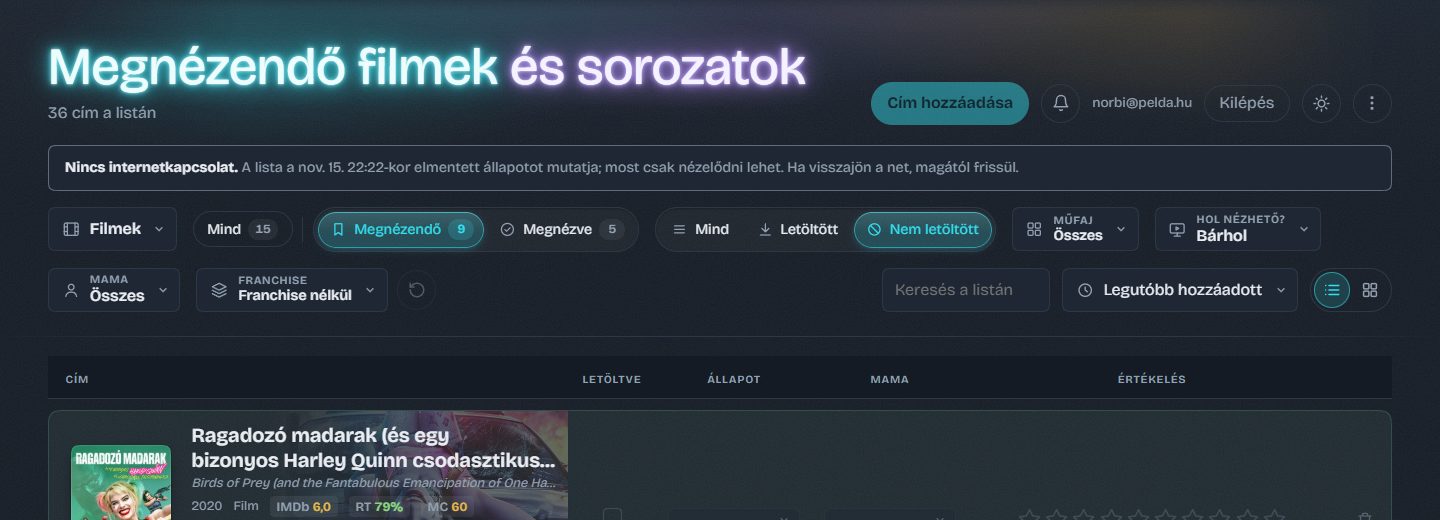 Megnézendő filmek és sorozatok
36 cím a listán
Cím hozzáadása
norbi@pelda.hu
Kilépés
Nincs internetkapcsolat. A lista a nov. 15. 22:22-kor elmentett állapotot mutatja; most csak nézelődni lehet. Ha visszajön a net, magától frissül.
Filmek
Mind 15
Megnézendő 9
Megnézve 5
Mind
Letöltött
Nem letöltött
MŰFAJ
Összes
HOL NÉZHETŐ?
Bárhol
MAMA
Összes
FRANCHISE
Franchise nélkül
Keresés a listán
Legutóbb hozzáadott
CÍM
LETÖLTVE
ÁLLAPOT
MAMA
ÉRTÉKELÉS
RAGADOZÓ MADARAK
Ragadozó madarak (és egy
bizonyos Harley Quinn csodasztikus...
Birds of Prey (and the Fantabulous Emancipation of One Ha...
2020 Film IMDb 6,0 RT 79% MC 60